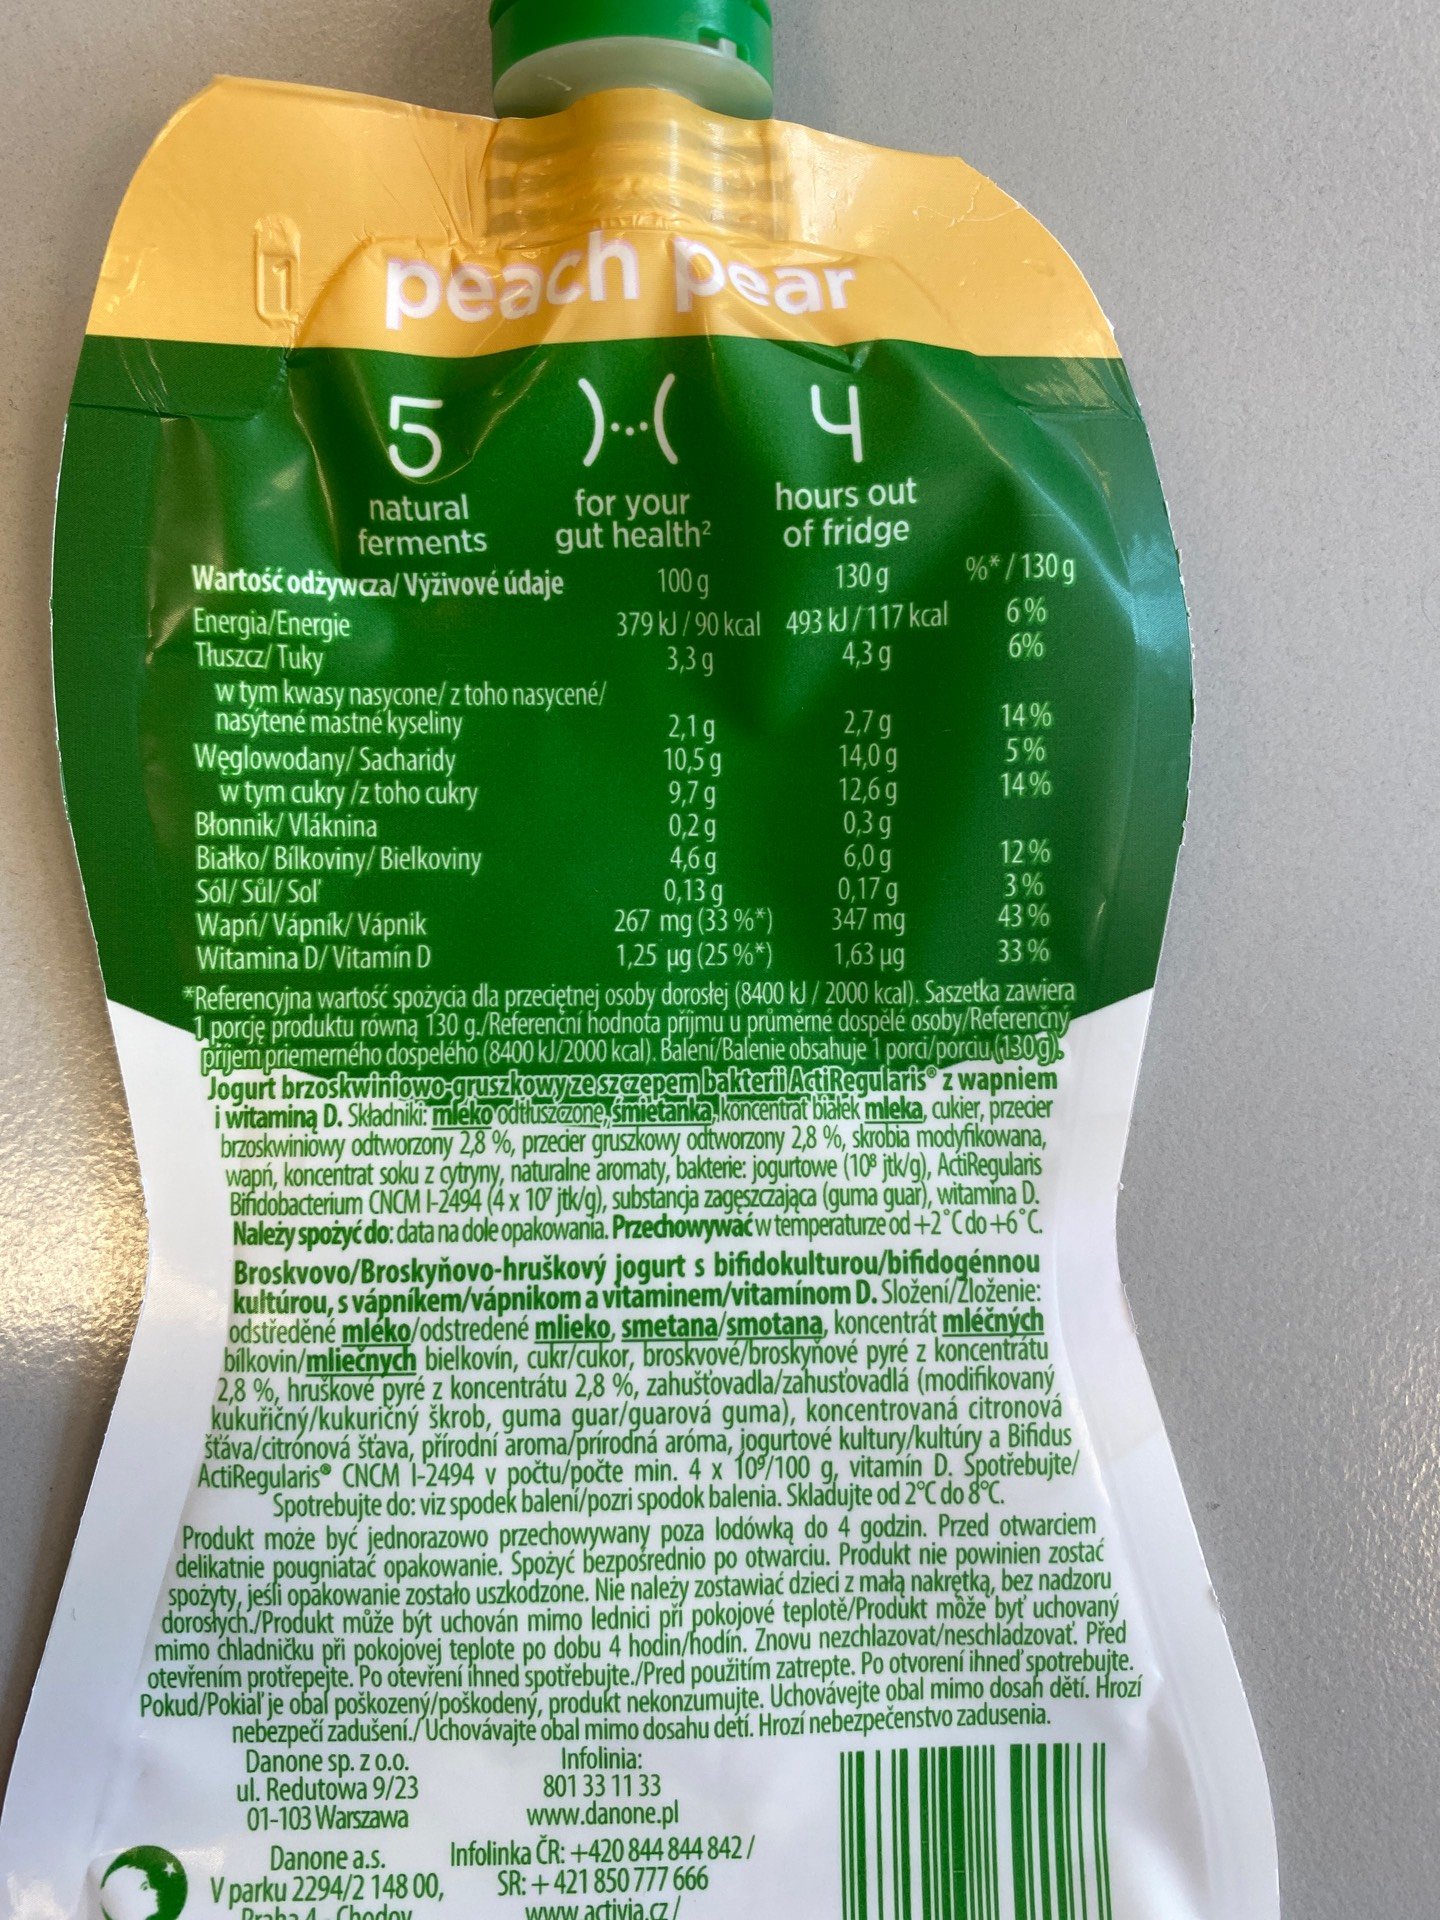 peach pear
5 4
natural ferments
for your gut health²
hours out of fridge
Wartość odżywcza/ Výživové údaje 100 g 130 g %* / 130 g
Energia/Energie 379 kJ / 90 kcal 493 kJ / 117 kcal 6 %
Tłuszcz/ Tuky 3,3 g 4,3 g 6%
w tym kwasy nasycone/ z toho nasycené/
nasýtené mastné kyseliny 2,1 g 2,7 g 14 %
Węglowodany/ Sacharidy 10,5 g 14,0 g 5 %
w tym cukry /z toho cukry 9,7 g 12,6 g 14 %
Błonnik/ Vláknina 0,2 g 0,3 g
Białko/ Bílkoviny/ Bielkoviny 4,6 g 6,0 g 12 %
Sól/ Sůl/ Soľ 0,13 g 0,17 g 3 %
Wapń/ Vápník/ Vápnik 267 mg (33 %*) 347 mg 43 %
Witamina D/ Vitamín D 1,25 µg (25 %*) 1,63 µg 33 %
*Referencyjna wartość spożycia dla przeciętnej osoby dorosłej (8400 kJ / 2000 kcal). Saszetka zawiera
1 porcję produktu równą 130 g./Referenční hodnota příjmu u průměrné dospělé osoby/Referenčný
príjem priemerného dospelého (8400 kJ/2000 kcal). Balení/Balenie obsahuje 1 porci/porciu (130 g).
Jogurt brzoskwiniowo-gruszkowy ze szczepem bakterii ActiRegularis® z wapniem
i witaminą D. Składniki: mleko odtłuszczone, śmietanka, koncentrat białek mleka, cukier, przecier
brzoskwiniowy odtworzony 2,8 %, przecier gruszkowy odtworzony 2,8 %, skrobia modyfikowana,
wapń, koncentrat soku z cytryny, naturalne aromaty, bakterie: jogurtowe (10⁸ jtk/g), ActiRegularis
Bifidobacterium CNCM I-2494 (4 x 10⁷ jtk/g), substancja zagęszczająca (guma guar), witamina D.
Należy spożyć do: data na dole opakowania. Przechowywać w temperaturze od +2°C do +6°C.
Broskvovo/Broskyňovo-hruškový jogurt s bifidokulturou/bifidogénnou
kultúrou, s vápníkem/vápnikom a vitaminem/vitamínom D. Složení/Zloženie:
odstředěné mléko/odstredené mlieko, smetana/smotana, koncentrát mléčných
bílkovin/mliečnych bielkovín, cukr/cukor, broskvové/broskyňové pyré z koncentrátu
2,8 %, hruškové pyré z koncentrátu 2,8 %, zahušťovadla/zahusťovadlá (modifikovaný
kukuřičný/kukuričný škrob, guma guar/guarová guma), koncentrovaná citronová
šťáva/citrónová šťava, přírodní aroma/prírodná aróma, jogurtové kultury/kultúry a Bifidus
ActiRegularis® CNCM I-2494 v počtu/počte min. 4 x 10⁹/100 g, vitamin D. Spotřebujte/
Spotrebujte do: viz spodek balení/pozri spodok balenia. Skladujte od 2°C do 8°C.
Produkt może być jednorazowo przechowywany poza lodówką do 4 godzin. Przed otwarciem
delikatnie pougniatać opakowanie. Spożyć bezpośrednio po otwarciu. Produkt nie powinien zostać
spożyty, jeśli opakowanie zostało uszkodzone. Nie należy zostawiać dzieci z małą nakrętką, bez nadzoru
dorosłych./Produkt může být uchován mimo lednici při pokojové teplotě/Produkt môže byť uchovaný
mimo chladničku při pokojovej teplote po dobu 4 hodin/hodín. Znovu nezchlazovat/neschladzovať. Před
otevřením protřepejte. Po otevření ihned spotřebujte./Pred použitím zatrepte. Po otvorení ihneď spotrebujte.
Pokud/Pokiaľ je obal poškozený/poškodený, produkt nekonzumujte. Uchovávejte obal mimo dosah dětí. Hrozí
nebezpečí zadušení./Uchovávajte obal mimo dosahu detí. Hrozí nebezpečenstvo zadusenia.
Danone sp. z o.o.
ul. Redutowa 9/23
01-103 Warszawa
Infolinia:
801 33 11 33
www.danone.pl
Danone a.s.
V parku 2294/2 148 00,
Praha 4 - Chodov
Infolinka ČR: +420 844 844 842 /
SR: + 421 850 777 666
www.activia.cz /